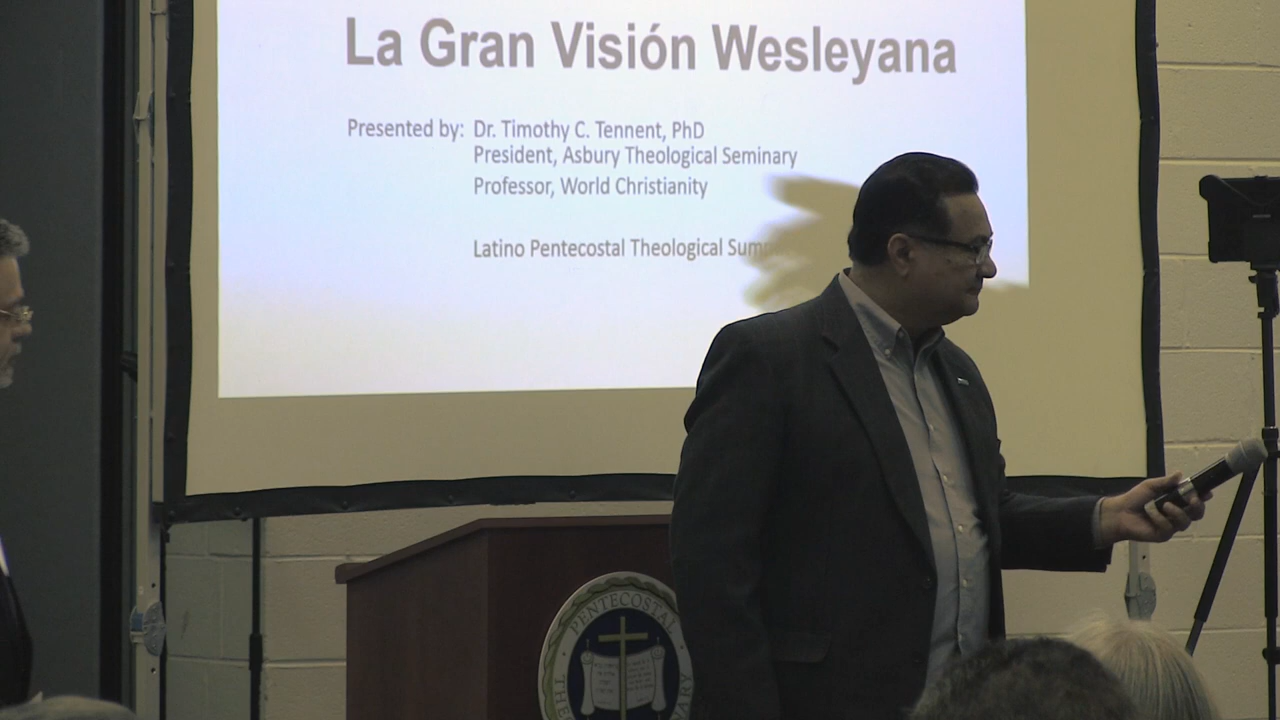 La Gran Visión Wesleyana
Presented by: Dr. Timothy C. Tennent, PhD
President, Asbury Theological Seminary
Professor, World Christianity
Latino Pentecostal Theological
THE PENTECOSTAL